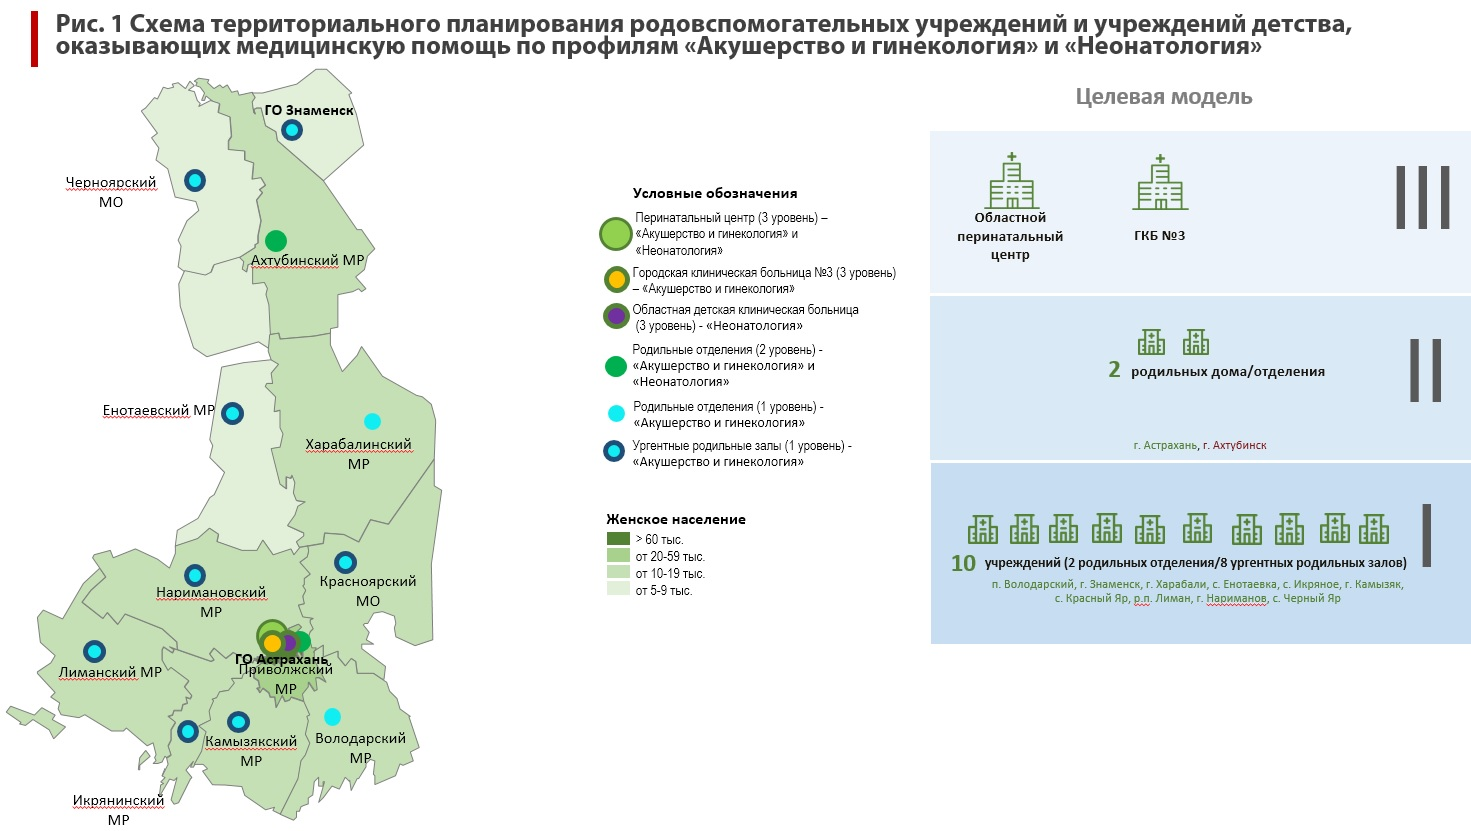 Рис. 1 Схема территориального планирования родовспомогательных учреждений и учреждений детства,
оказывающих медицинскую помощь по профилям «Акушерство и гинекология» и «Неонатология»
ГО Знаменск
Черноярский
МО
Ахтубинский МР
Енотаевский МР
Харабалинский
МР
Наримановский
МР
Красноярский
МО
Лиманский МР
ГО Астрахань
Приволжский
МР
Камызякский
МР
Володарский
МР
Икрянинский
МР
Условные обозначения
Перинатальный центр (3 уровень) –
«Акушерство и гинекология» и
«Неонатология»
Городская клиническая больница №3 (3 уровень)
– «Акушерство и гинекология»
Областная детская клиническая больница
(3 уровень) - «Неонатология»
Родильные отделения (2 уровень) -
«Акушерство и гинекология» и
«Неонатология»
Родильные отделения (1 уровень) -
«Акушерство и гинекология»
Ургентные родильные залы (1 уровень) -
«Акушерство и гинекология»
Женское население
> 60 тыс.
от 20-59 тыс.
от 10-19 тыс.
от 5-9 тыс.
Целевая модель
Областной
перинатальный
центр
ГКБ №3
III
2 родильных дома/отделения
II
г. Астрахань, г. Ахтубинск
I
10 учреждений (2 родильных отделения/8 ургентных родильных залов)
п. Володарский, г. Знаменск, г. Харабали, с. Енотаевка, с. Икряное, г. Камызяк,
с. Красный Яр, р.п. Лиман, г. Нариманов, с. Черный Яр